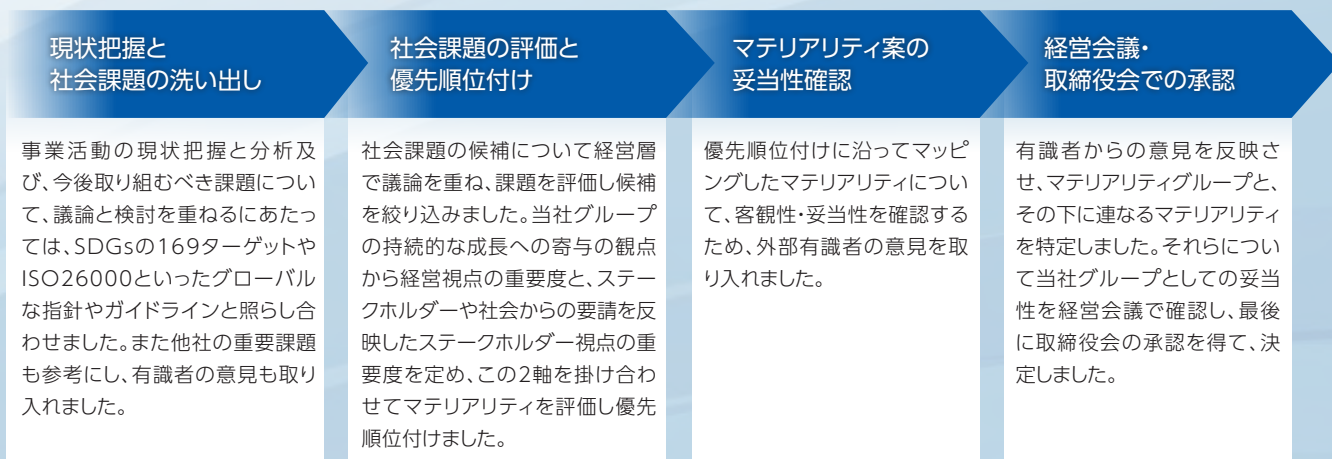 現状把握と
社会課題の洗い出し
事業活動の現状把握と分析及
び、今後取り組むべき課題につい
て、議論と検討を重ねるにあたっ
ては、SDGsの169ターゲットや
ISO26000といったグローバル
な指針やガイドラインと照らし合
わせました。また他社の重要課題
も参考にし、有識者の意見も取り
入れました。
社会課題の評価と
優先順位付け
社会課題の候補について経営層
で議論を重ね、課題を評価し候補
を絞り込みました。当社グループ
の持続的な成長への寄与の観点
から経営視点の重要度と、ステー
クホルダーや社会からの要請を反
映したステークホルダー視点の重
要度を定め、この2軸を掛け合わ
せてマテリアリティを評価し優先
順位付けました。
マテリアリティ案の
妥当性確認
優先順位付けに沿ってマッピ
ングしたマテリアリティについ
て、客観性・妥当性を確認する
ため、外部有識者の意見を取
り入れました。
経営会議・
取締役会での承認
有識者からの意見を反映さ
せ、マテリアリティグループと、
その下に連なるマテリアリティ
を特定しました。それらについ
て当社グループとしての妥当
性を経営会議で確認し、最後
に取締役会の承認を得て、決
定しました。